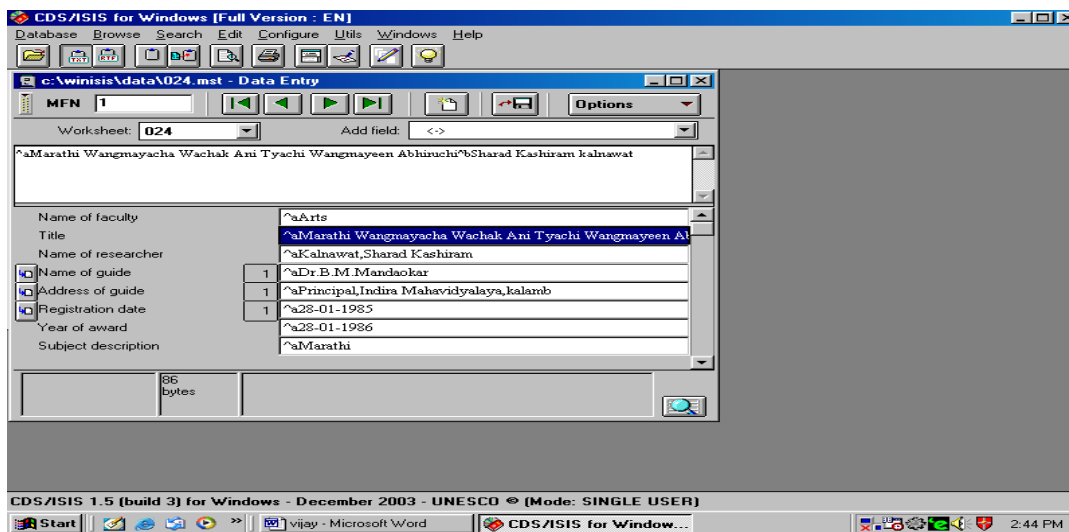 CDS/ISIS for Windows [Full Version : EN]
Database Browse Search Edit Configure Utils Windows Help
TXT RTF
c:\winisis\data\024.mst - Data Entry
MFN 1 Options
Worksheet: 024 Add field: <->
^aMarathi Wangmayacha Wachak Ani Tyachi Wangmayeen Abhiruchi^bSharad Kashiram kalnawat
Name of faculty ^aArts
Title ^aMarathi Wangmayacha Wachak Ani Tyachi Wangmayeen Ab
Name of researcher ^aKalnawat,Sharad Kashiram
Name of guide 1 ^aDr.B.M.Mandaokar
Address of guide 1 ^aPrincipal,Indira Mahavidyalaya,kalamb
Registration date 1 ^a28-01-1985
Year of award ^a28-01-1986
Subject description ^aMarathi
86
bytes
CDS/ISIS 1.5 (build 3) for Windows - December 2003 - UNESCO © (Mode: SINGLE USER)
Start » vijay - Microsoft Word CDS/ISIS for Window... 2:44 PM